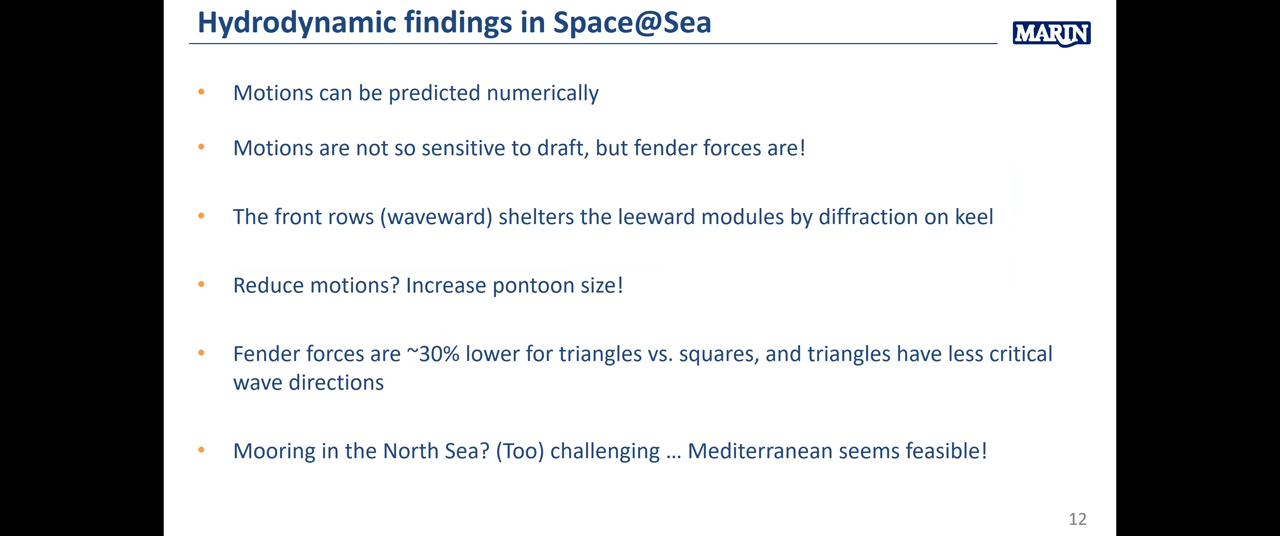 Hydrodynamic findings in Space@Sea
MARIN
• Motions can be predicted numerically
• Motions are not so sensitive to draft, but fender forces are!
• The front rows (waveward) shelters the leeward modules by diffraction on keel
• Reduce motions? Increase pontoon size!
• Fender forces are ~30% lower for triangles vs. squares, and triangles have less critical
wave directions
• Mooring in the North Sea? (Too) challenging … Mediterranean seems feasible!
12